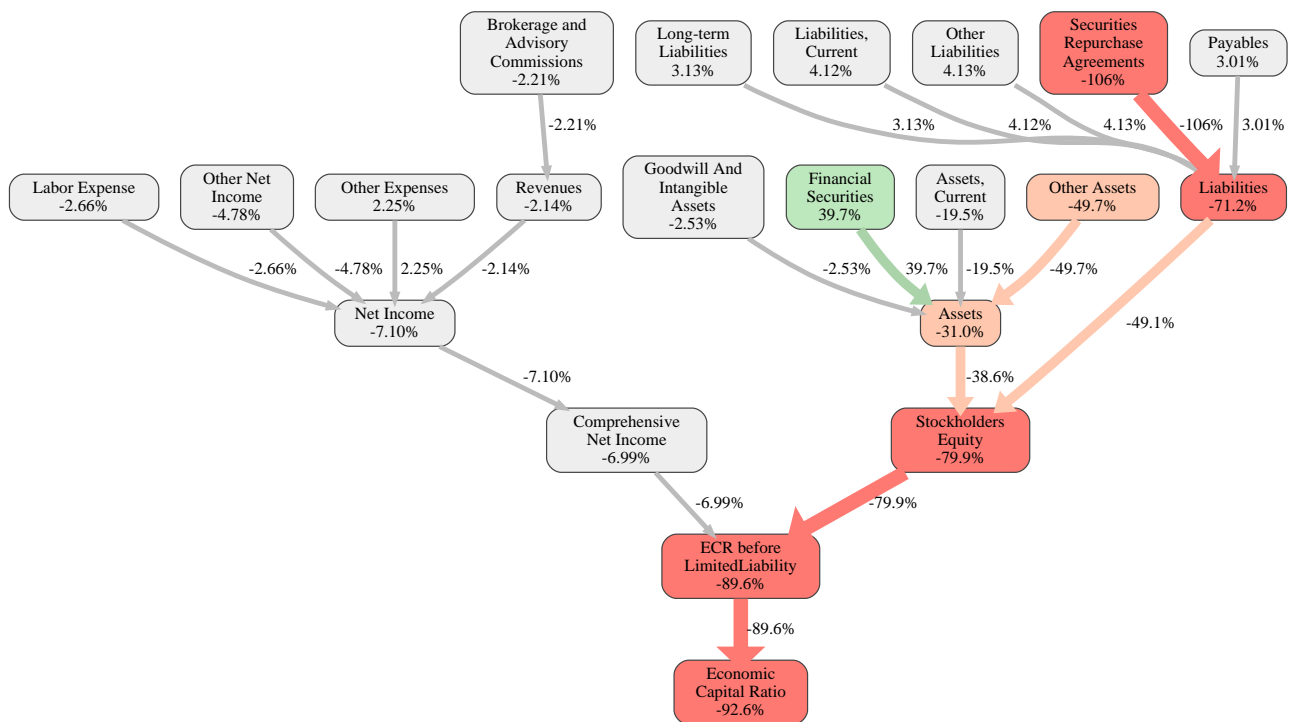 Brokerage and
Advisory
Commissions
-2.21%
Long-term
Liabilities
3.13%
Liabilities,
Current
4.12%
Other
Liabilities
4.13%
Securities
Repurchase
Agreements
-106%
Payables
3.01%
-2.21%
3.13%
4.12%
4.13%
-106%
3.01%
Labor Expense
-2.66%
Other Net
Income
-4.78%
Other Expenses
2.25%
Revenues
-2.14%
Goodwill And
Intangible
Assets
-2.53%
Financial
Securities
39.7%
Assets,
Current
-19.5%
Other Assets
-49.7%
Liabilities
-71.2%
-2.66%
-4.78%
2.25%
-2.14%
-2.53%
39.7%
-19.5%
-49.7%
Net Income
-7.10%
Assets
-31.0%
-49.1%
-7.10%
-38.6%
Comprehensive
Net Income
-6.99%
Stockholders
Equity
-79.9%
-6.99%
-79.9%
ECR before
LimitedLiability
-89.6%
-89.6%
Economic
Capital Ratio
-92.6%